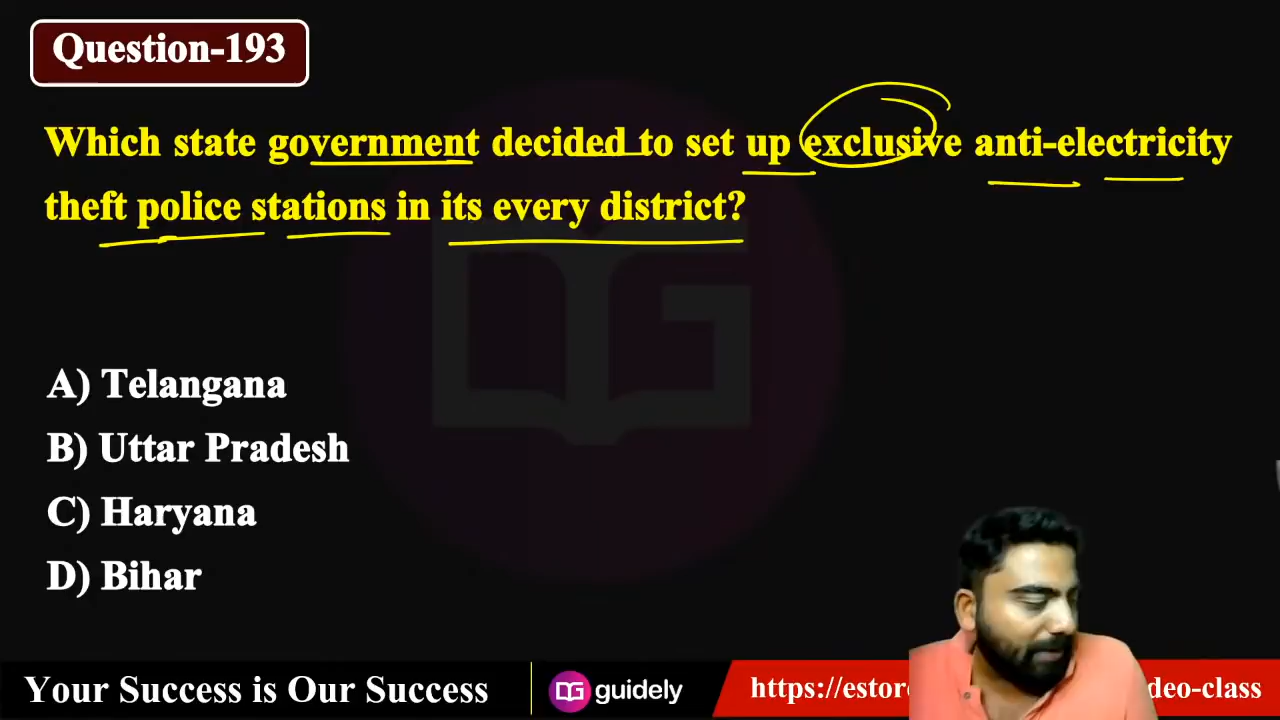 Question-193
Which state government decided to set up exclusive anti-electricity
theft police stations in its every district?
A) Telangana
B) Uttar Pradesh
C) Haryana
D) Bihar
Your Success is Our Success
guidely
https://estore
deo-class